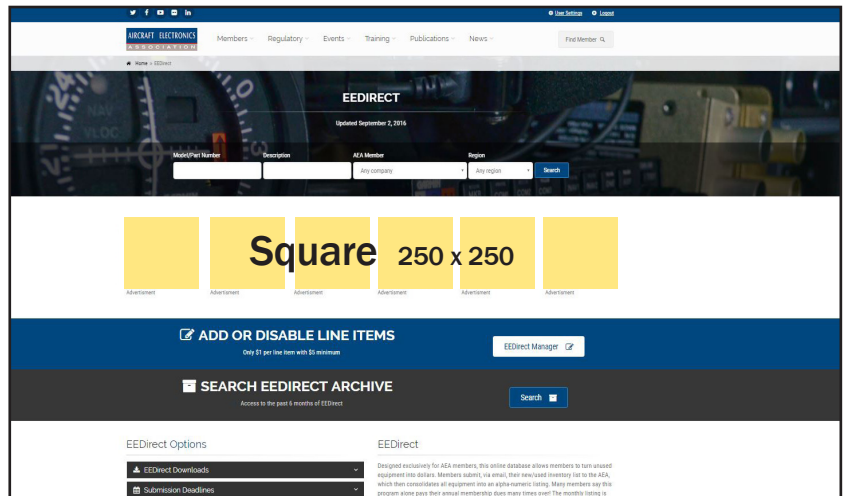 User Settings Logout
AIRCRAFT ELECTRONICS
ASSOCIATION
Members Regulatory Events Training Publications News Find Member
Home > EEDirect
EEDIRECT
Updated September 2, 2016
Model/Part Number Description AEA Member Region
Any company Any region Search
Square 250 x 250
Advertisment Advertisment Advertisment Advertisment Advertisment Advertisment
ADD OR DISABLE LINE ITEMS
Only $1 per line item with $5 minimum
EEDirect Manager
SEARCH EEDIRECT ARCHIVE
Access to the past 6 months of EEDirect
Search
EEDirect Options
EEDirect Downloads
Submission Deadlines
EEDirect
Designed exclusively for AEA members, this online database allows members to turn unused
equipment into dollars. Members submit, via email, their new/used inventory list to the AEA,
which then consolidates all equipment into an alpha-numeric listing. Many members say this
program alone pays their annual membership dues many times over! The monthly listing is